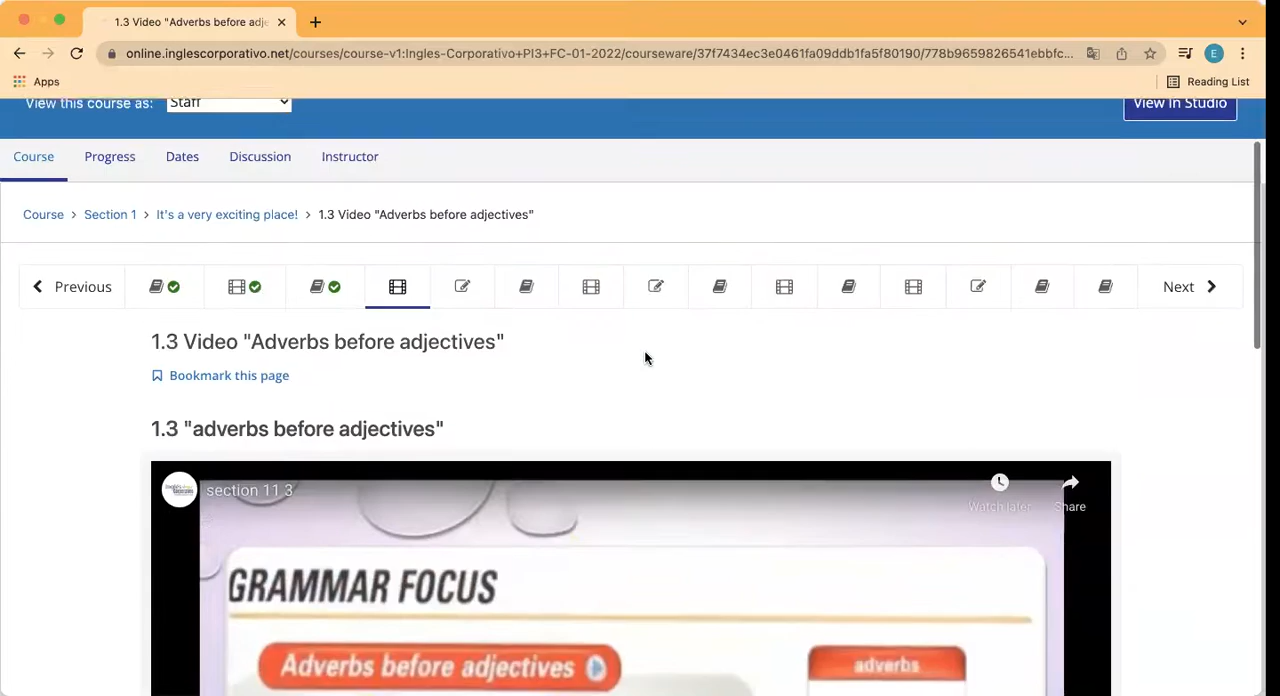 1.3 Video "Adverbs before adje
online.inglescorporativo.net/courses/course-v1:Ingles-Corporativo+PI3+FC-01-2022/courseware/37f7434ec3e0461fa09ddb1fa5f80190/778b9659826541ebbfc...
E
Apps
Reading List
View this course as: Staff
View In Studio
Course Progress Dates Discussion Instructor
Course > Section 1 > It's a very exciting place! > 1.3 Video "Adverbs before adjectives"
Previous
Next
1.3 Video "Adverbs before adjectives"
Bookmark this page
1.3 "adverbs before adjectives"
section 11 3
Watch later
Share
GRAMMAR FOCUS
Adverbs before adjectives
adverbs